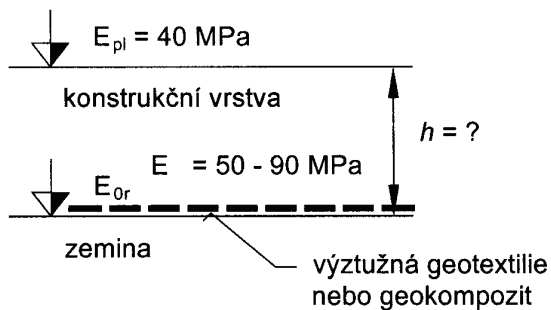 E_pl = 40 MPa
konstrukční vrstva
h = ?
E = 50 - 90 MPa
E_0r
zemina
výztužná geotextilie
nebo geokompozit